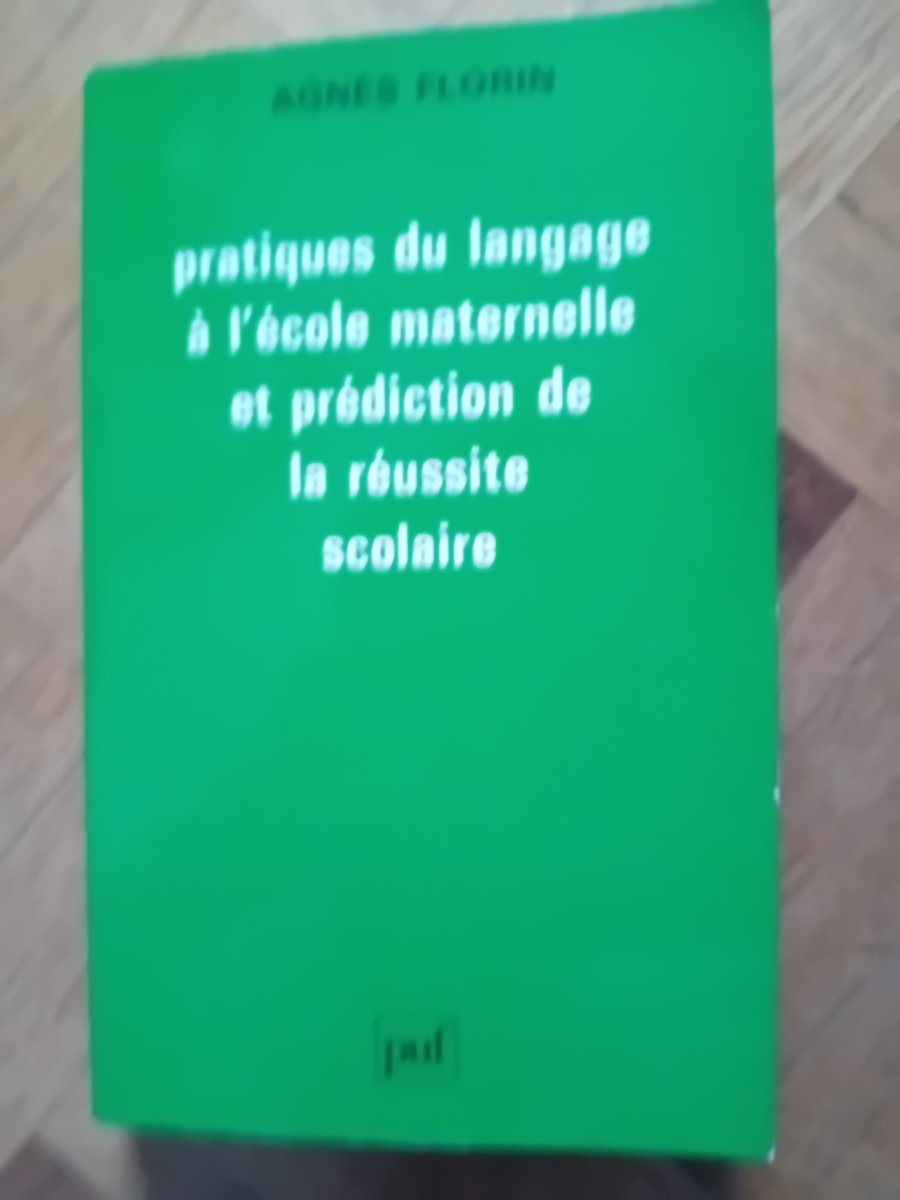 AGNÈS FLORIN
pratiques du langage
à l'école maternelle
et prédiction de
la réussite
scolaire
puf